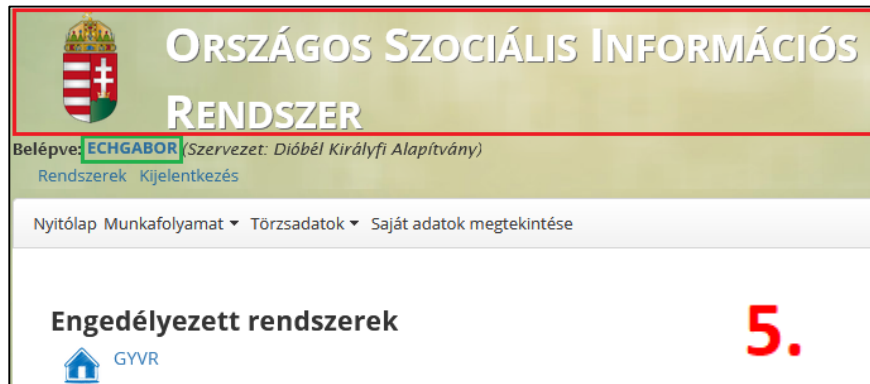 ORSZÁGOS SZOCIÁLIS INFORMÁCIÓS
RENDSZER
Belépve: ECHGABOR (Szervezet: Dióbél Királyfi Alapítvány)
Rendszerek Kijelentkezés
Nyitólap Munkafolyamat Törzsadatok Saját adatok megtekintése
Engedélyezett rendszerek
5.
GYVR